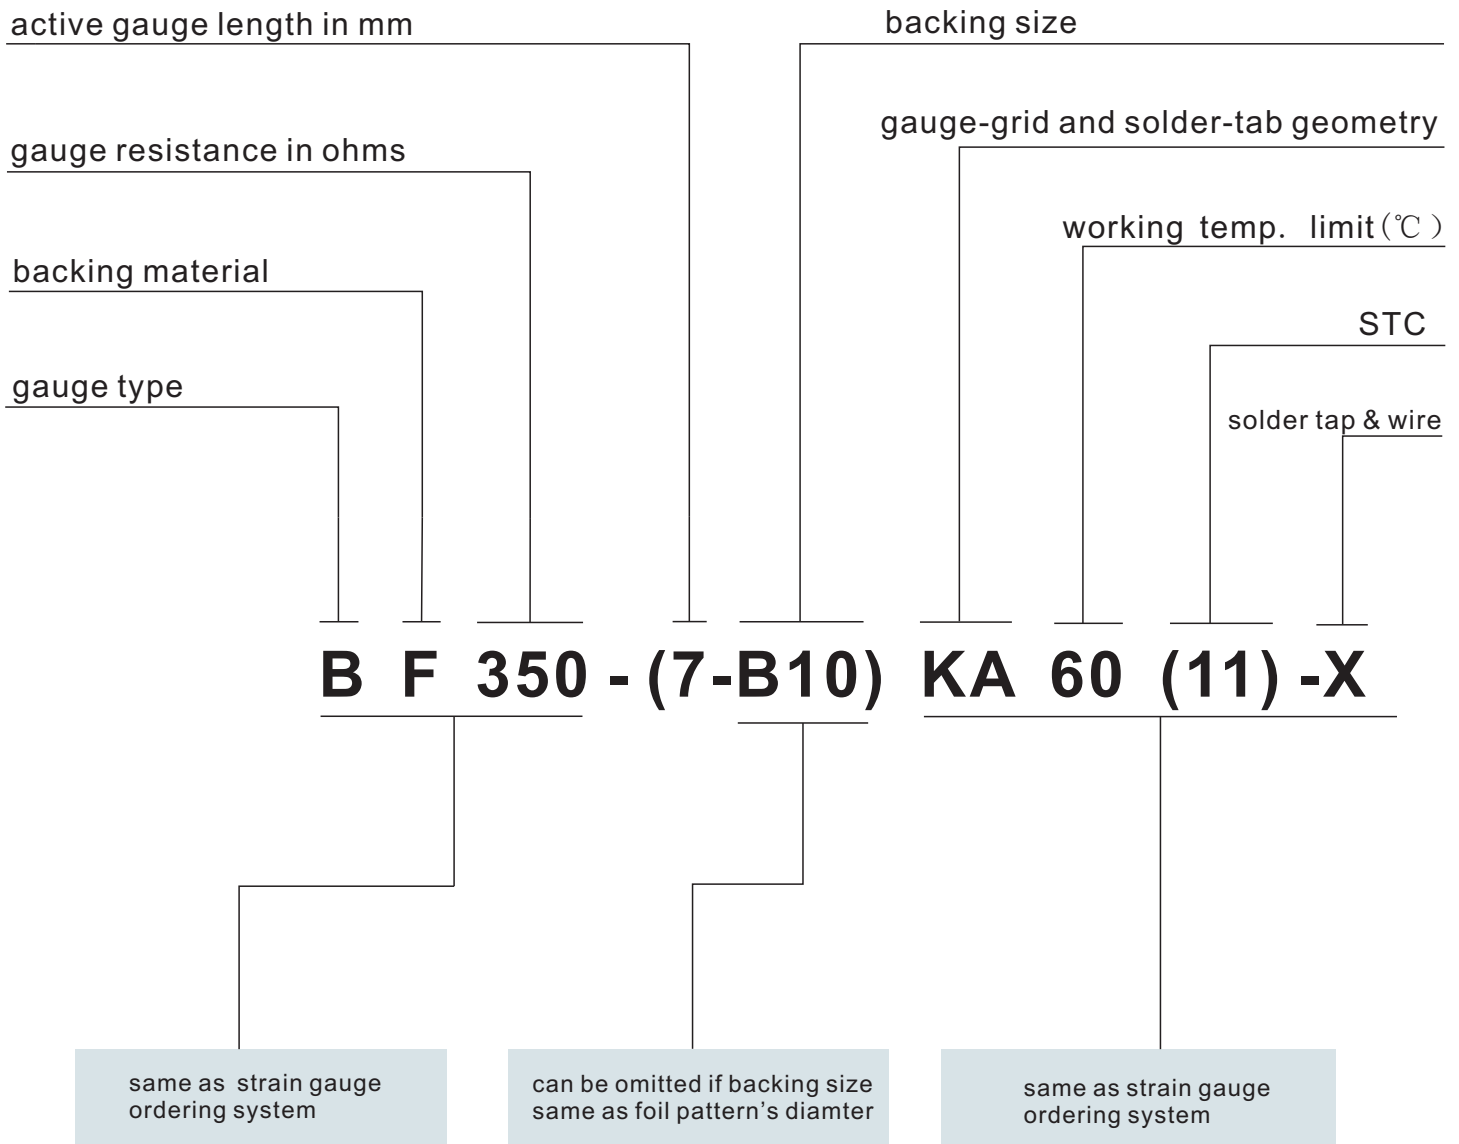 active gauge length in mm
backing size
gauge resistance in ohms
gauge-grid and solder-tab geometry
backing material
working temp. limit(℃)
gauge type
STC
solder tap & wire
B F 350 - (7-B10) KA 60 (11) -X
same as strain gauge
ordering system
can be omitted if backing size
same as foil pattern's diamter
same as strain gauge
ordering system